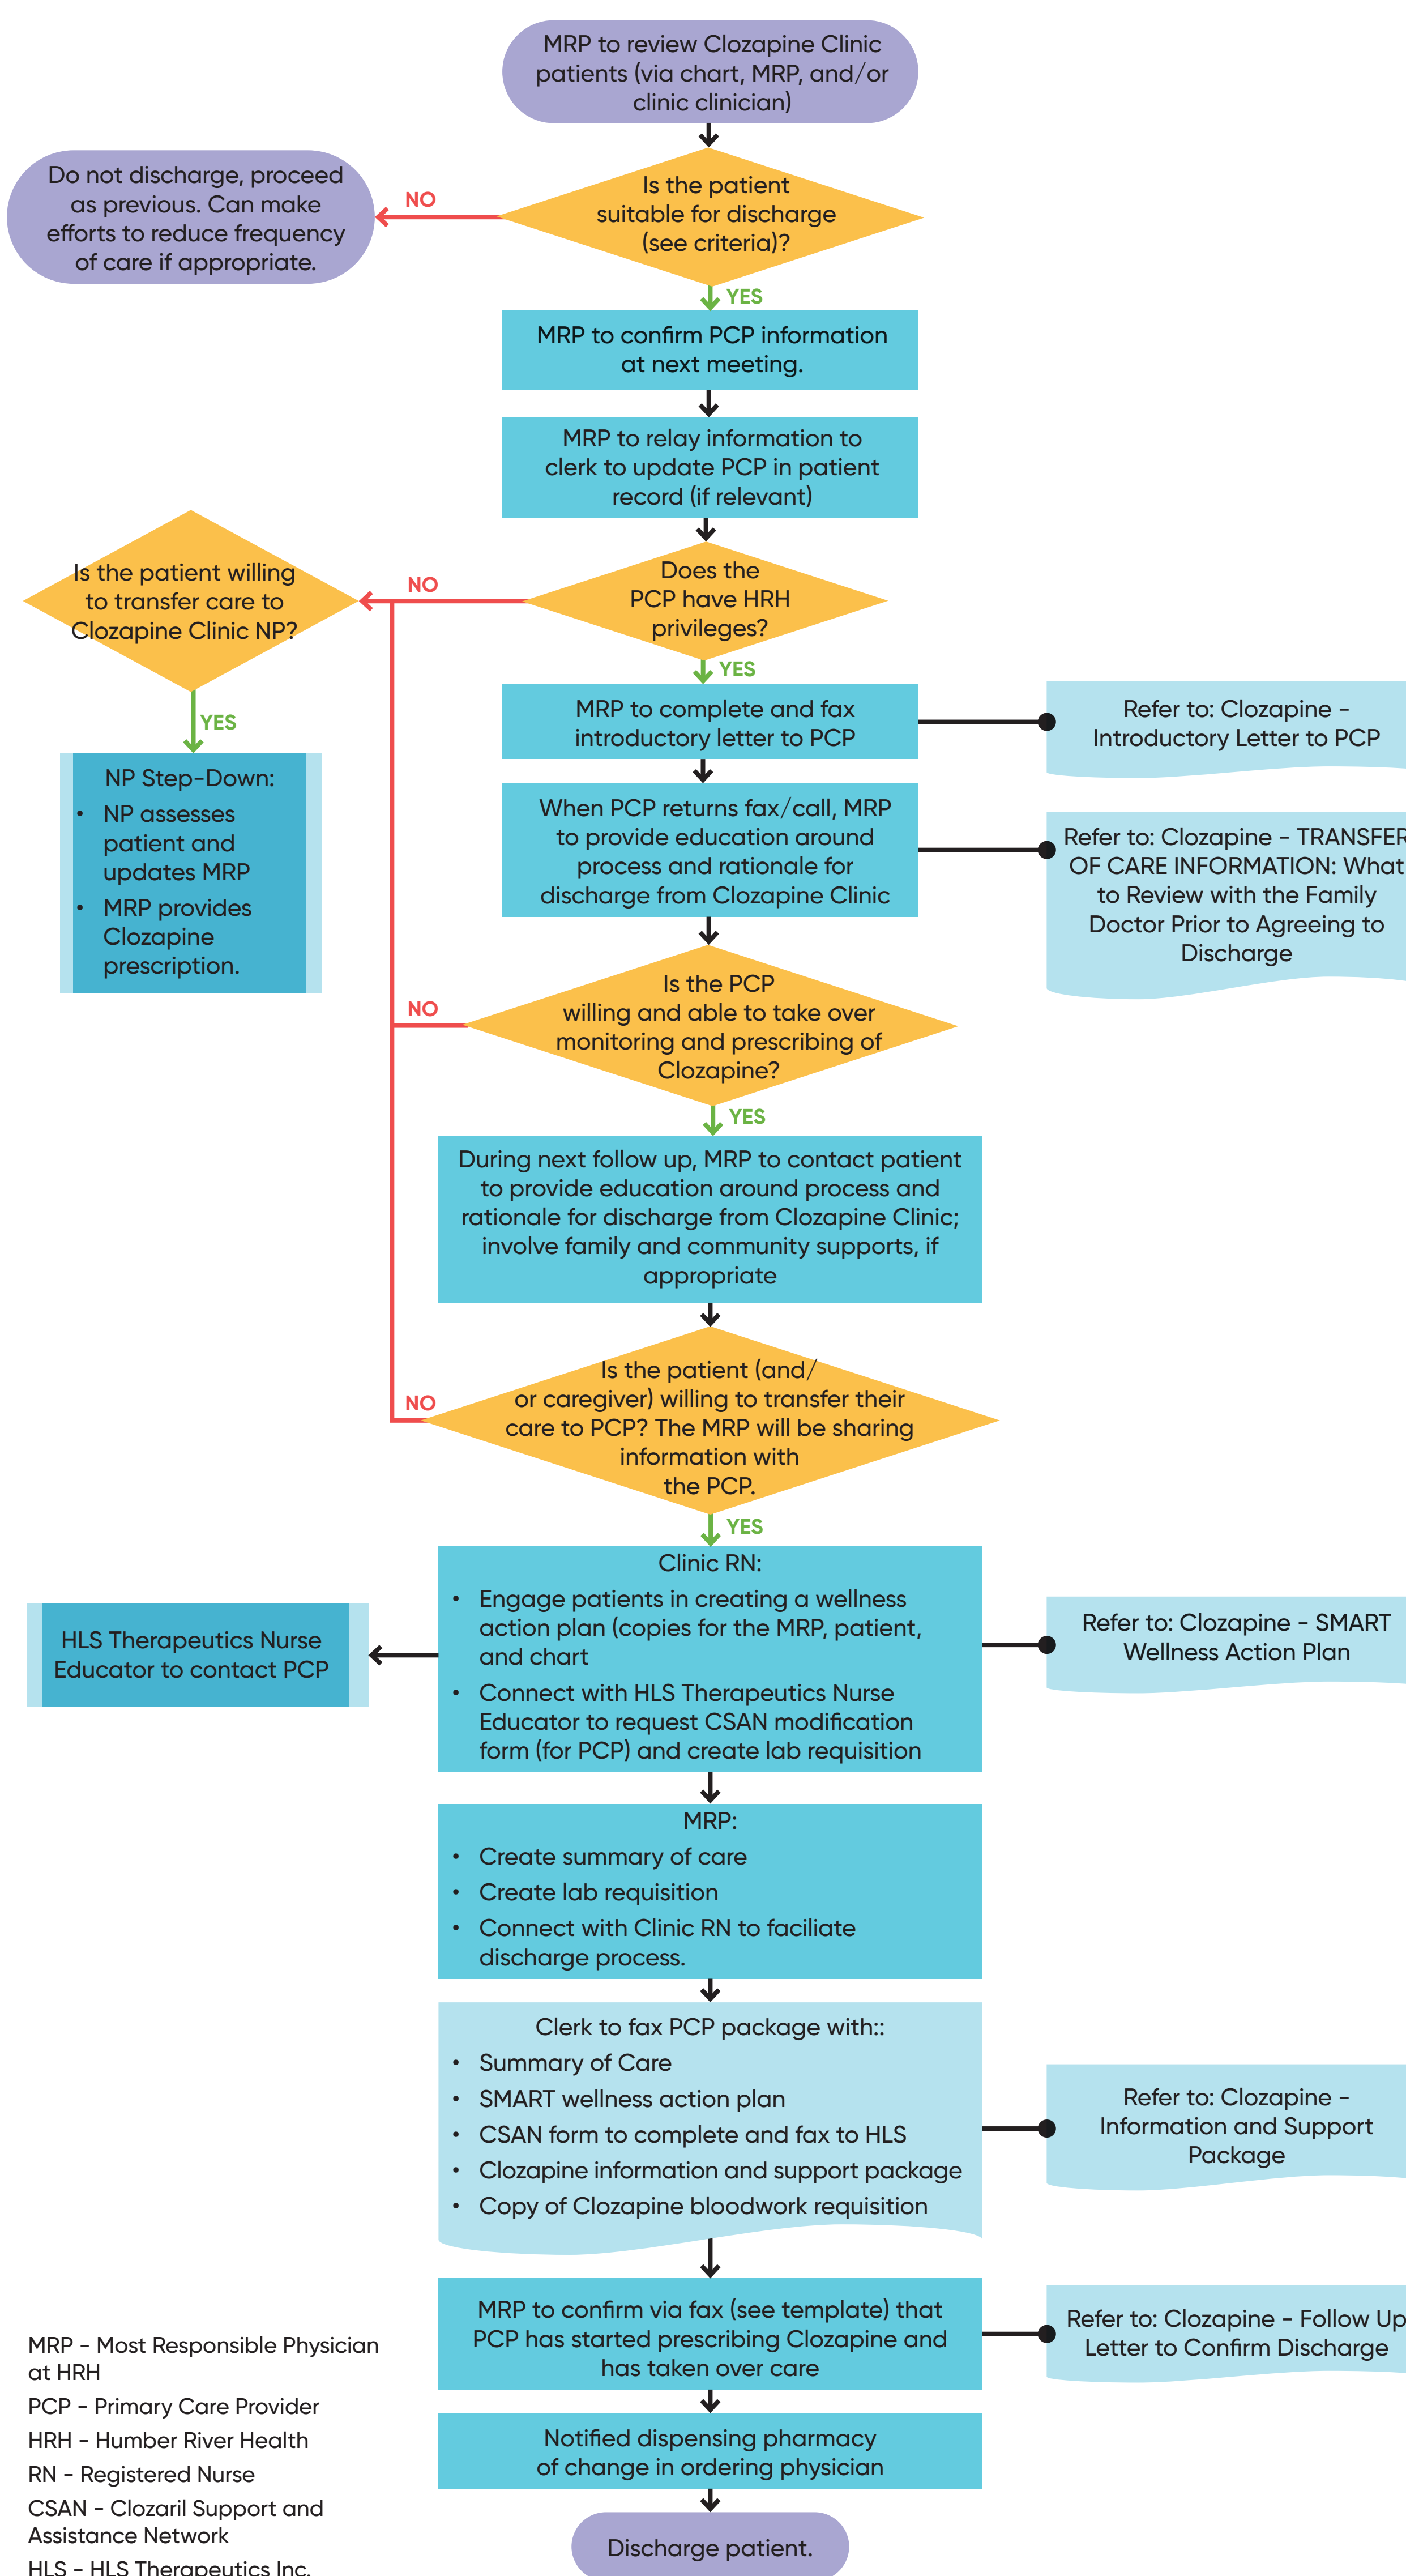 MRP to review Clozapine Clinic
patients (via chart, MRP, and/or
clinic clinician)
Is the patient
suitable for discharge
(see criteria)?
NO
Do not discharge, proceed
as previous. Can make
efforts to reduce frequency
of care if appropriate.
YES
MRP to confirm PCP information
at next meeting.
MRP to relay information to
clerk to update PCP in patient
record (if relevant)
Does the
PCP have HRH
privileges?
NO
Is the patient willing
to transfer care to
Clozapine Clinic NP?
YES
NP Step-Down:
• NP assesses
patient and
updates MRP
• MRP provides
Clozapine
prescription.
YES
MRP to complete and fax
introductory letter to PCP
Refer to: Clozapine -
Introductory Letter to PCP
When PCP returns fax/call, MRP
to provide education around
process and rationale for
discharge from Clozapine Clinic
Refer to: Clozapine - TRANSFER
OF CARE INFORMATION: What
to Review with the Family
Doctor Prior to Agreeing to
Discharge
Is the PCP
willing and able to take over
monitoring and prescribing of
Clozapine?
NO
YES
During next follow up, MRP to contact patient
to provide education around process and
rationale for discharge from Clozapine Clinic;
involve family and community supports, if
appropriate
Is the patient (and/
or caregiver) willing to transfer their
care to PCP? The MRP will be sharing
information with
the PCP.
NO
YES
Clinic RN:
• Engage patients in creating a wellness
action plan (copies for the MRP, patient,
and chart
• Connect with HLS Therapeutics Nurse
Educator to request CSAN modification
form (for PCP) and create lab requisition
HLS Therapeutics Nurse
Educator to contact PCP
Refer to: Clozapine - SMART
Wellness Action Plan
MRP:
• Create summary of care
• Create lab requisition
• Connect with Clinic RN to faciliate
discharge process.
Clerk to fax PCP package with::
• Summary of Care
• SMART wellness action plan
• CSAN form to complete and fax to HLS
• Clozapine information and support package
• Copy of Clozapine bloodwork requisition
Refer to: Clozapine -
Information and Support
Package
MRP to confirm via fax (see template) that
PCP has started prescribing Clozapine and
has taken over care
Refer to: Clozapine - Follow Up
Letter to Confirm Discharge
Notified dispensing pharmacy
of change in ordering physician
Discharge patient.
MRP - Most Responsible Physician
at HRH
PCP - Primary Care Provider
HRH - Humber River Health
RN - Registered Nurse
CSAN - Clozaril Support and
Assistance Network
HLS - HLS Therapeutics Inc.